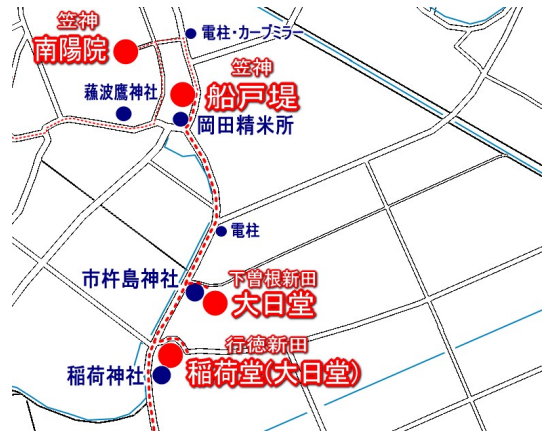 笠神
南陽院
電柱・カーブミラー
笠神
船戸堤
蘓波鷹神社
岡田精米所
電柱
市杵島神社
下曽根新田
大日堂
行徳新田
稲荷堂(大日堂)
稲荷神社